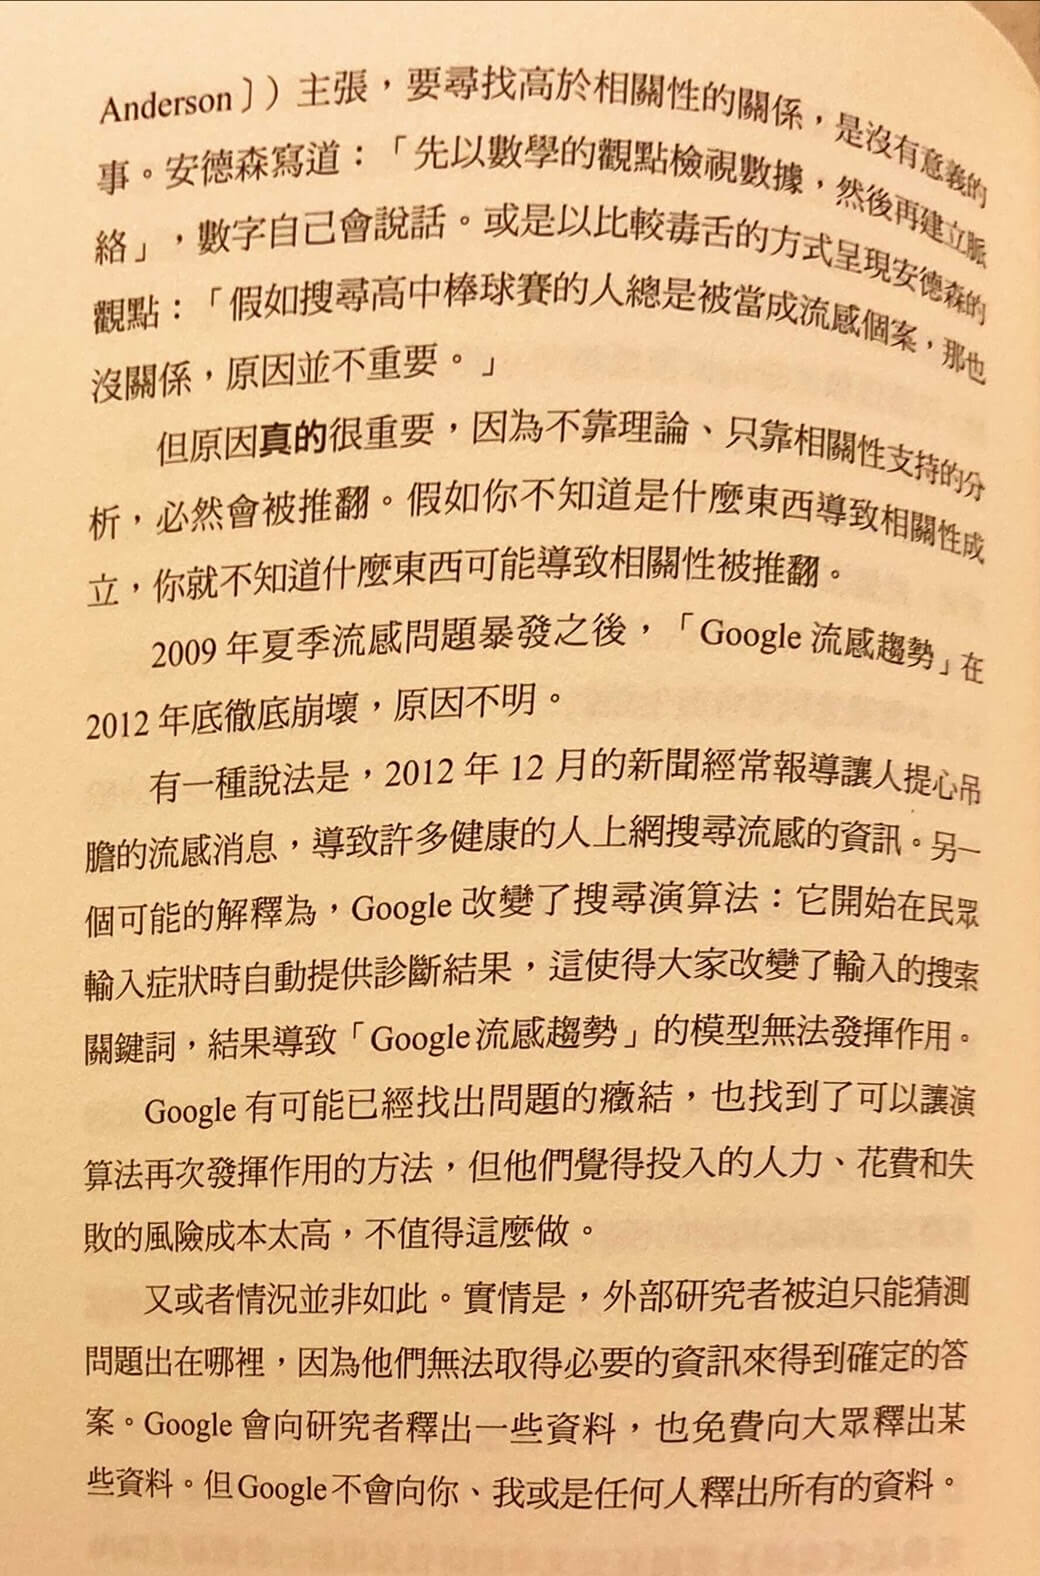 Anderson〕）主張，要尋找高於相關性的關係，是沒有意義的
事。安德森寫道：「先以數學的觀點檢視數據，然後再建立脈
絡」，數字自己會說話。或是以比較毒舌的方式呈現安德森的
觀點：「假如搜尋高中棒球賽的人總是被當成流感個案，那也
沒關係，原因並不重要。」
但原因真的很重要，因為不靠理論、只靠相關性支持的分
析，必然會被推翻。假如你不知道是什麼東西導致相關性成
立，你就不知道什麼東西可能導致相關性被推翻。
2009 年夏季流感問題暴發之後，「Google 流感趨勢」在
2012 年底徹底崩壞，原因不明。
有一種說法是，2012 年 12 月的新聞經常報導讓人提心吊
膽的流感消息，導致許多健康的人上網搜尋流感的資訊。另一
個可能的解釋為，Google 改變了搜尋演算法：它開始在民眾
輸入症狀時自動提供診斷結果，這使得大家改變了輸入的搜索
關鍵詞，結果導致「Google 流感趨勢」的模型無法發揮作用。
Google 有可能已經找出問題的癥結，也找到了可以讓演
算法再次發揮作用的方法，但他們覺得投入的人力、花費和失
敗的風險成本太高，不值得這麼做。
又或者情況並非如此。實情是，外部研究者被迫只能猜測
問題出在哪裡，因為他們無法取得必要的資訊來得到確定的答
案。Google 會向研究者釋出一些資料，也免費向大眾釋出某
些資料。但 Google 不會向你、我或是任何人釋出所有的資料。